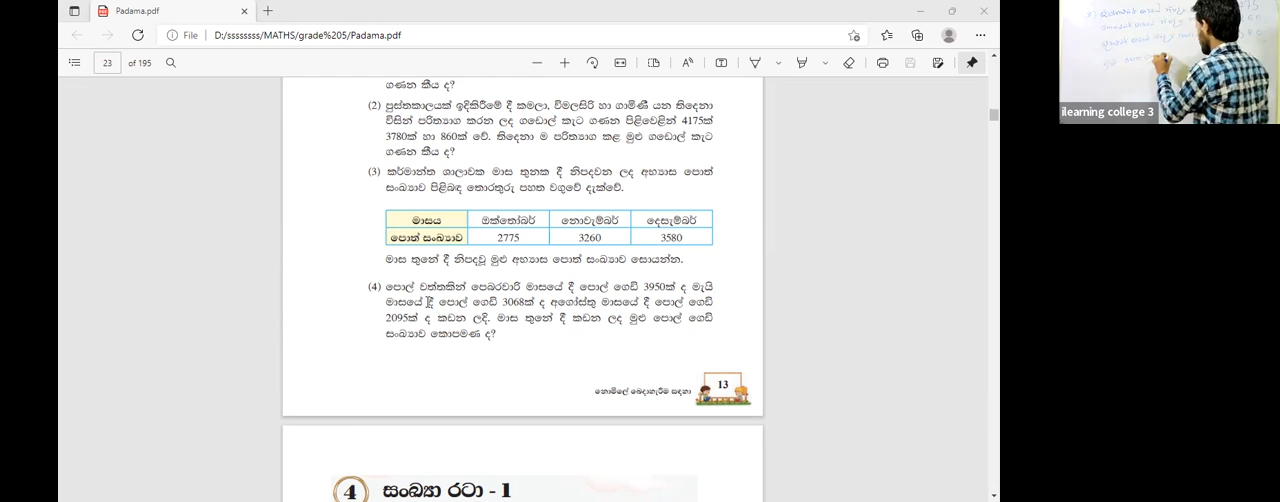 Padama.pdf
File
D:/ssssssss/MATHS/grade%205/Padama.pdf
23 of 195
ගණන කීය ද?
(2) පුස්තකාලයක් ඉදිකිරීමේ දී කමලා, විමලසිරි හා ගාමිණී යන තිදෙනා
විසින් පරිත්‍යාග කරන ලද ගඩොල් කැට ගණන පිළිවෙළින් 4175ක්
3780ක් හා 860ක් වේ. තිදෙනා ම පරිත්‍යාග කළ මුළු ගඩොල් කැට
ගණන කීය ද?
(3) කර්මාන්ත ශාලාවක මාස තුනක දී නිපදවන ලද අභ්‍යාස පොත්
සංඛ්‍යාව පිළිබඳ තොරතුරු පහත වගුවේ දැක්වේ.
මාසය ඔක්තෝබර් නොවැම්බර් දෙසැම්බර්
පොත් සංඛ්‍යාව 2775 3260 3580
මාස තුනේ දී නිපදවූ මුළු අභ්‍යාස පොත් සංඛ්‍යාව සොයන්න.
(4) පොල් වත්තකින් පෙබරවාරි මාසයේ දී පොල් ගෙඩි 3950ක් ද මැයි
මාසයේ දී පොල් ගෙඩි 3068ක් ද අගෝස්තු මාසයේ දී පොල් ගෙඩි
2095ක් ද කඩන ලදි. මාස තුනේ දී කඩන ලද මුළු පොල් ගෙඩි
සංඛ්‍යාව කොපමණ ද?
නොමිලේ බෙදාහැරීම සඳහා
13
4 සංඛ්‍යා රටා - 1
ilearning college 3